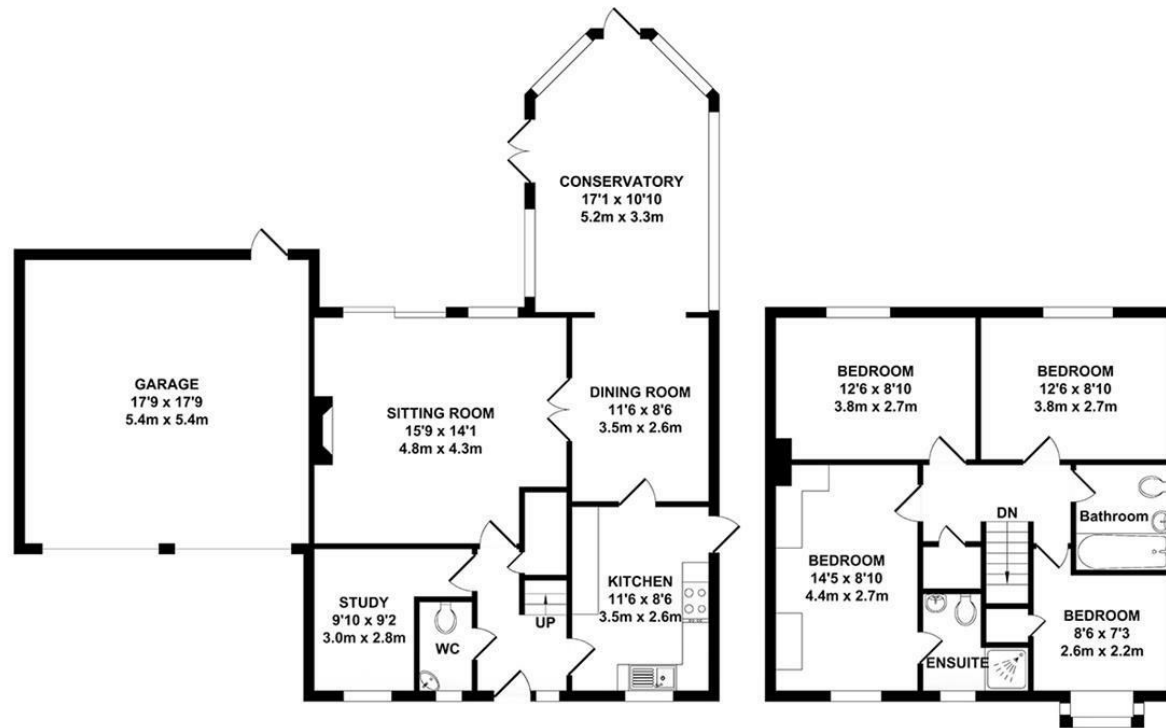 CONSERVATORY
17'1 x 10'10
5.2m x 3.3m
GARAGE
17'9 x 17'9
5.4m x 5.4m
SITTING ROOM
15'9 x 14'1
4.8m x 4.3m
DINING ROOM
11'6 x 8'6
3.5m x 2.6m
KITCHEN
11'6 x 8'6
3.5m x 2.6m
STUDY
9'10 x 9'2
3.0m x 2.8m
WC
UP
BEDROOM
12'6 x 8'10
3.8m x 2.7m
BEDROOM
12'6 x 8'10
3.8m x 2.7m
DN
Bathroom
BEDROOM
14'5 x 8'10
4.4m x 2.7m
BEDROOM
8'6 x 7'3
2.6m x 2.2m
ENSUITE